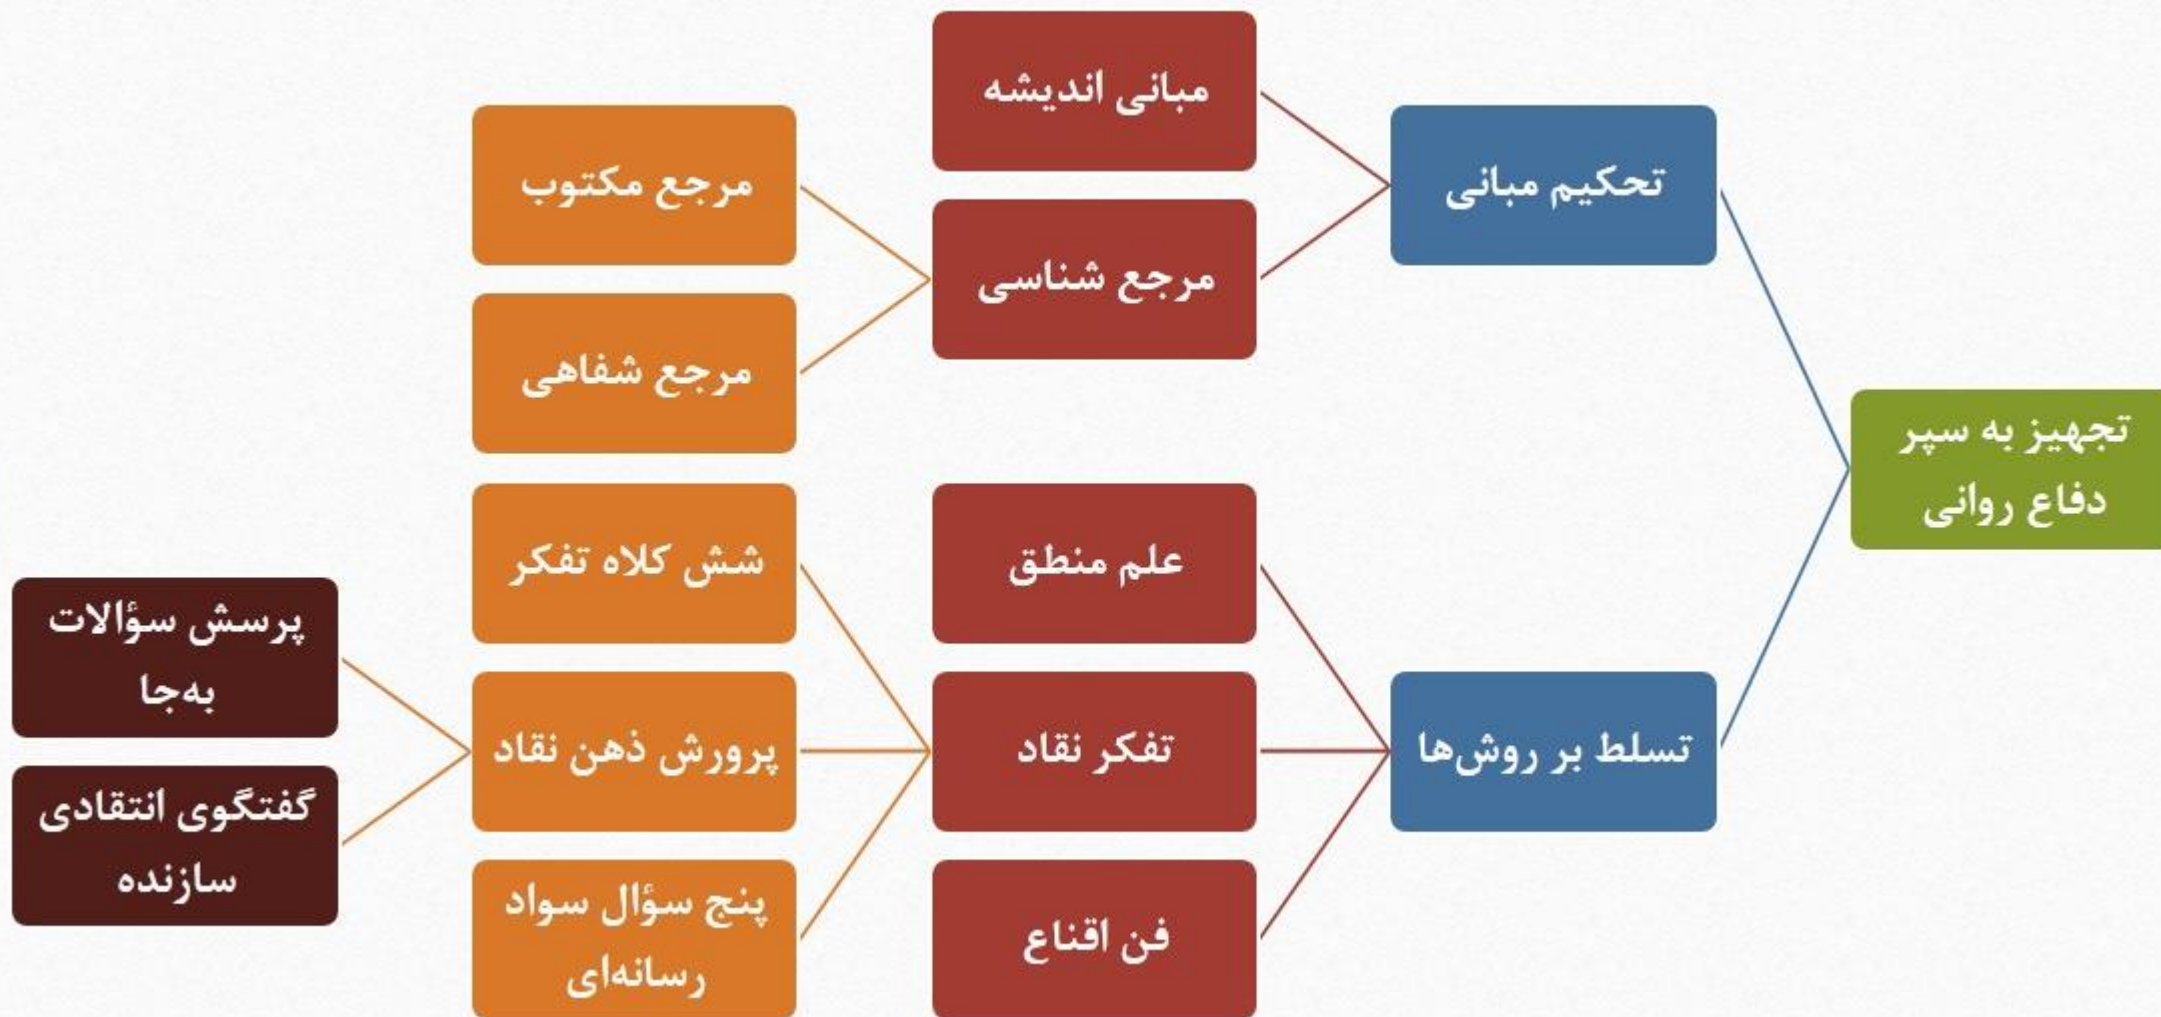 تجهیز به سپر
دفاع روانی
تحکیم مبانی
مبانی اندیشه
مرجع شناسی
مرجع مکتوب
مرجع شفاهی
تسلط بر روش‌ها
علم منطق
تفکر نقاد
شش کلاه تفکر
پرورش ذهن نقاد
پرسش سؤالات
به‌جا
گفتگوی انتقادی
سازنده
پنج سؤال سواد
رسانه‌ای
فن اقناع